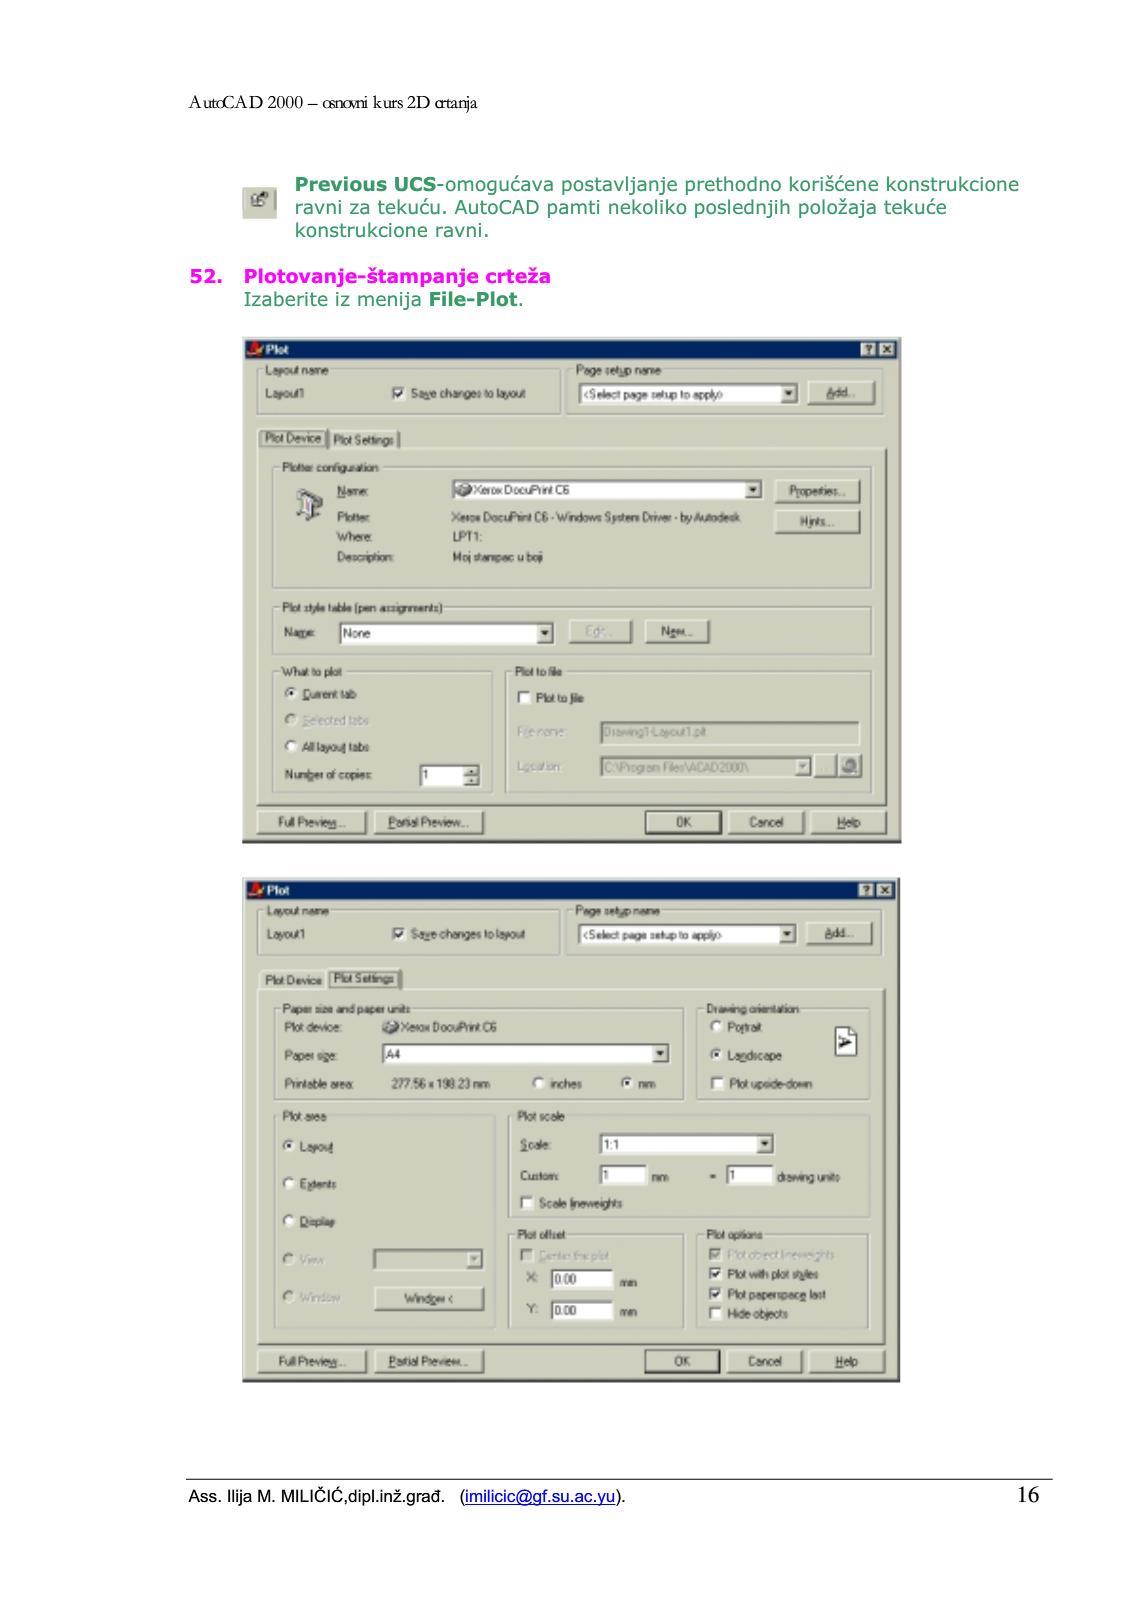 AutoCAD 2000 – osnovni kurs 2D crtanja
Previous UCS-omogućava postavljanje prethodno korišćene konstrukcione
ravni za tekuću. AutoCAD pamti nekoliko poslednjih položaja tekuće
konstrukcione ravni.
52. Plotovanje-štampanje crteža
Izaberite iz menija File-Plot.
Plot
Layout name
Page setup name
Layout1
Save changes to layout
<Select page setup to apply>
Add...
Plot Device
Plot Settings
Plotter configuration
Name:
Xerox DocuPrint C6
Properties...
Plotter:
Xerox DocuPrint C6 - Windows System Driver - by Autodesk
Hints...
Where:
LPT1:
Description:
Moj stampac u boji
Plot style table (pen assignments)
Name:
None
Edit...
New...
What to plot
Current tab
Selected tabs
All layout tabs
Number of copies:
1
Plot to file
Plot to file
File name:
Drawing1-Layout1.plt
Location:
C:\Program Files\ACAD2000\
...
Full Preview...
Partial Preview...
OK
Cancel
Help
Plot
Layout name
Page setup name
Layout1
Save changes to layout
<Select page setup to apply>
Add...
Plot Device
Plot Settings
Paper size and paper units
Plot device:
Xerox DocuPrint C6
Paper size:
A4
Printable area:
277.56 x 198.23 mm
inches
mm
Drawing orientation
Portrait
Landscape
Plot upside-down
A
Plot area
Layout
Extents
Display
View
Window
Window <
Plot scale
Scale:
1:1
Custom:
1 mm = 1 drawing units
Scale lineweights
Plot offset
Center the plot
X: 0.00 mm
Y: 0.00 mm
Plot options
Plot object lineweights
Plot with plot styles
Plot paperspace last
Hide objects
Full Preview...
Partial Preview...
OK
Cancel
Help
Ass. Ilija M. MILIČIĆ,dipl.inž.građ. (imilicic@gf.su.ac.yu).
16